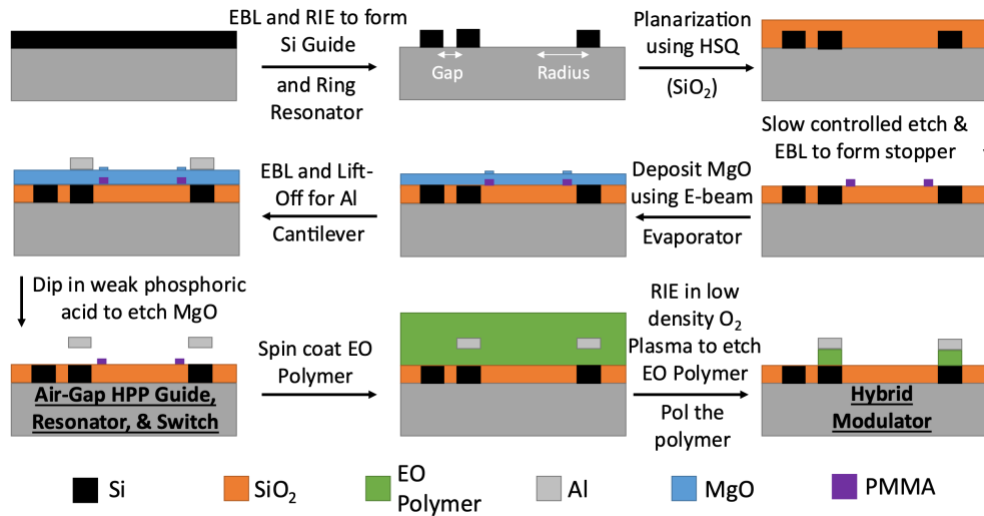 EBL and RIE to form
Si Guide
and Ring
Resonator
Gap
Radius
Planarization
using HSQ
(SiO2)
Slow controlled etch &
EBL to form stopper
Deposit MgO
using E-beam
Evaporator
EBL and Lift-
Off for Al
Cantilever
Dip in weak phosphoric
acid to etch MgO
Air-Gap HPP Guide,
Resonator, & Switch
Spin coat EO
Polymer
RIE in low
density O2
Plasma to etch
EO Polymer
Pol the
polymer
Hybrid
Modulator
Si
SiO2
EO
Polymer
Al
MgO
PMMA